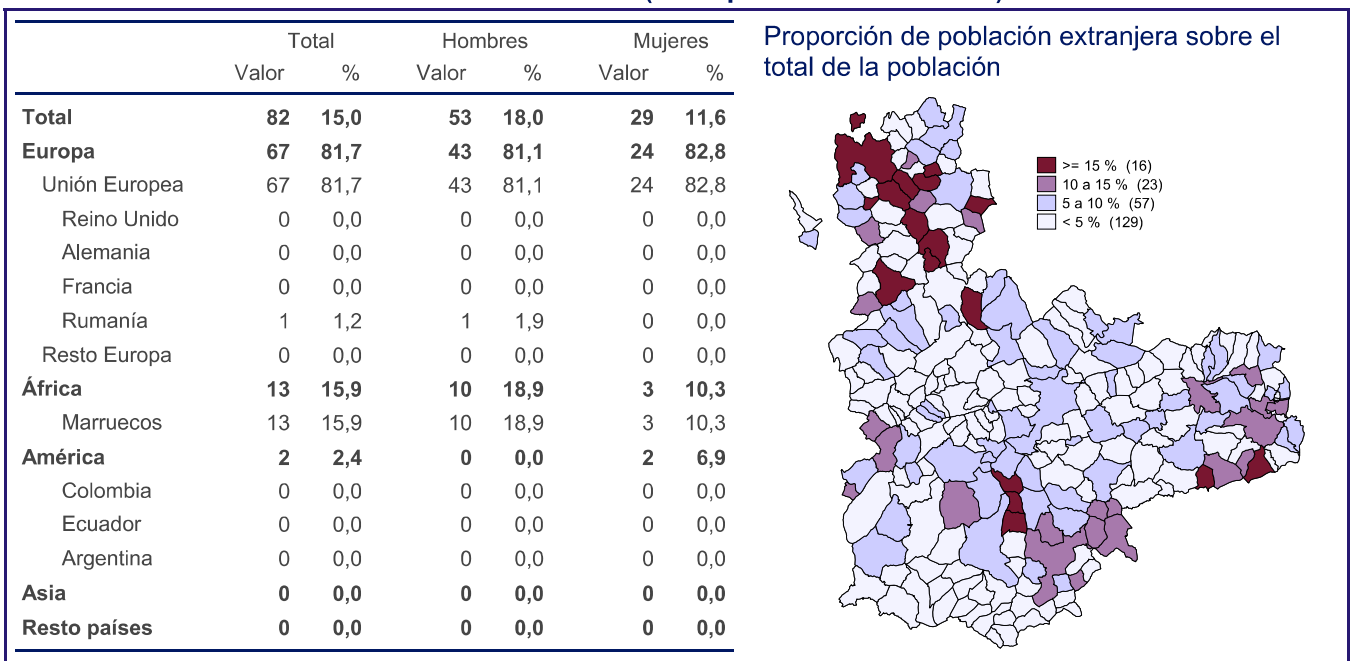 Total Hombres Mujeres
Valor % Valor % Valor %
Total 82 15,0 53 18,0 29 11,6
Europa 67 81,7 43 81,1 24 82,8
Unión Europea 67 81,7 43 81,1 24 82,8
Reino Unido 0 0,0 0 0,0 0 0,0
Alemania 0 0,0 0 0,0 0 0,0
Francia 0 0,0 0 0,0 0 0,0
Rumanía 1 1,2 1 1,9 0 0,0
Resto Europa 0 0,0 0 0,0 0 0,0
África 13 15,9 10 18,9 3 10,3
Marruecos 13 15,9 10 18,9 3 10,3
América 2 2,4 0 0,0 2 6,9
Colombia 0 0,0 0 0,0 0 0,0
Ecuador 0 0,0 0 0,0 0 0,0
Argentina 0 0,0 0 0,0 0 0,0
Asia 0 0,0 0 0,0 0 0,0
Resto países 0 0,0 0 0,0 0 0,0
Proporción de población extranjera sobre el
total de la población
>= 15 % (16)
10 a 15 % (23)
5 a 10 % (57)
< 5 % (129)